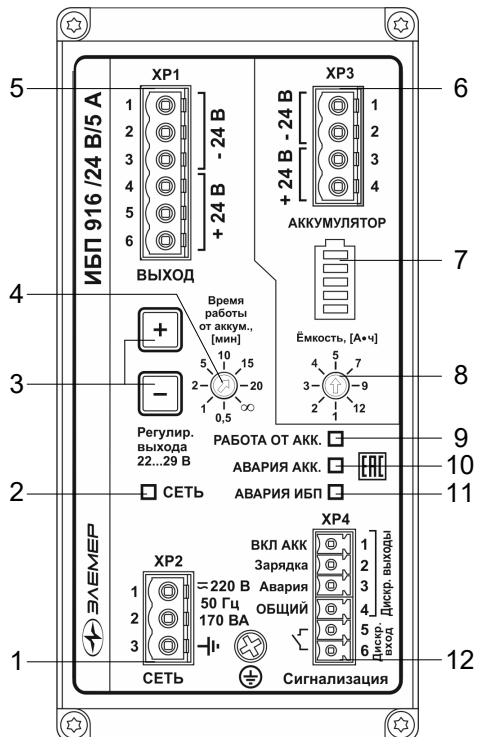 ИБП 916 /24 В/5 А
5
XP1
1
2
3
4
5
6
- 24 В
+ 24 В
ВЫХОД
XP3
6
1
2
3
4
- 24 В
+ 24 В
АККУМУЛЯТОР
7
4
Время
работы
от аккум.,
[мин]
0,5
1
2
5
10
15
20
∞
Ёмкость, [А•ч]
1
2
3
4
5
7
9
12
8
3
+
−
Регулир.
выхода
22...29 В
РАБОТА ОТ АКК.
9
АВАРИЯ АКК.
EAC
10
2
СЕТЬ
АВАРИЯ ИБП
11
ЭЛЕМЕР
XP2
1
2
3
≂220 В
50 Гц
170 ВА
1
СЕТЬ
XP4
ВКЛ АКК
1
Зарядка
2
Авария
3
ОБЩИЙ
4
5
6
Дискр. выходы
Дискр.
вход
12
Сигнализация